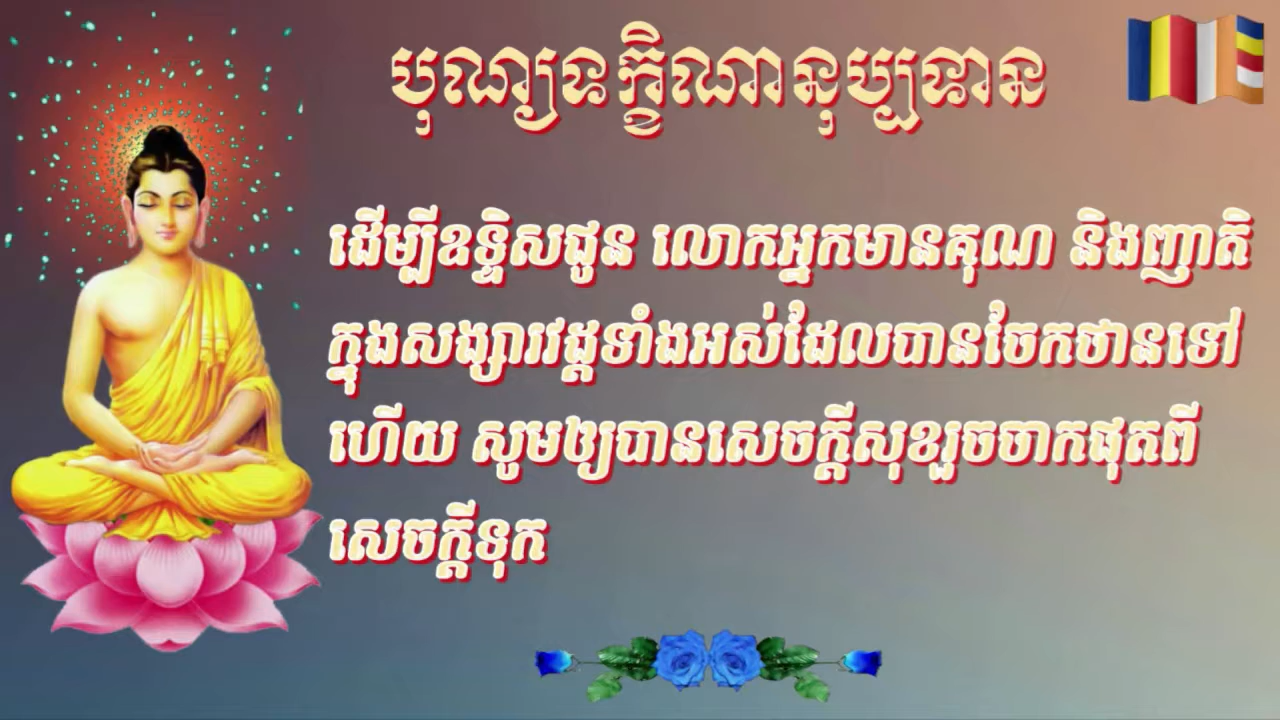 បុណ្យទក្ខិណានុប្បទាន
ដើម្បីឧទ្ទិសជូន លោកអ្នកមានគុណ និងញាតិ
ក្នុងសង្សារវដ្តទាំងអស់ដែលបានចែកឋានទៅ
ហើយ សូមឲ្យបានសេចក្តីសុខរួចចាកផុតពី
សេចក្តីទុក